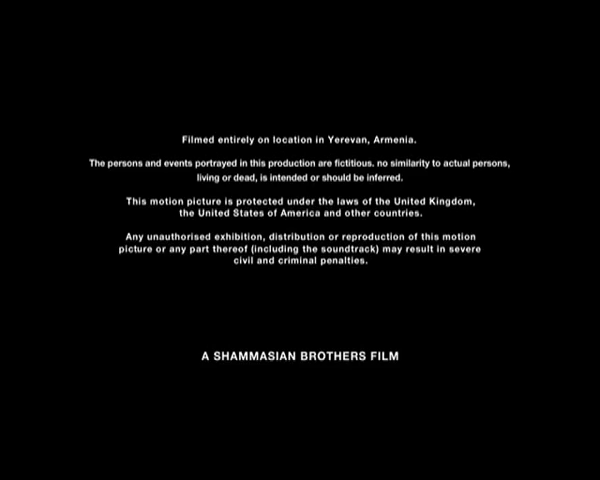 Filmed entirely on location in Yerevan, Armenia.
The persons and events portrayed in this production are fictitious. no similarity to actual persons,
living or dead, is intended or should be inferred.
This motion picture is protected under the laws of the United Kingdom,
the United States of America and other countries.
Any unauthorised exhibition, distribution or reproduction of this motion
picture or any part thereof (including the soundtrack) may result in severe
civil and criminal penalties.
A SHAMMASIAN BROTHERS FILM